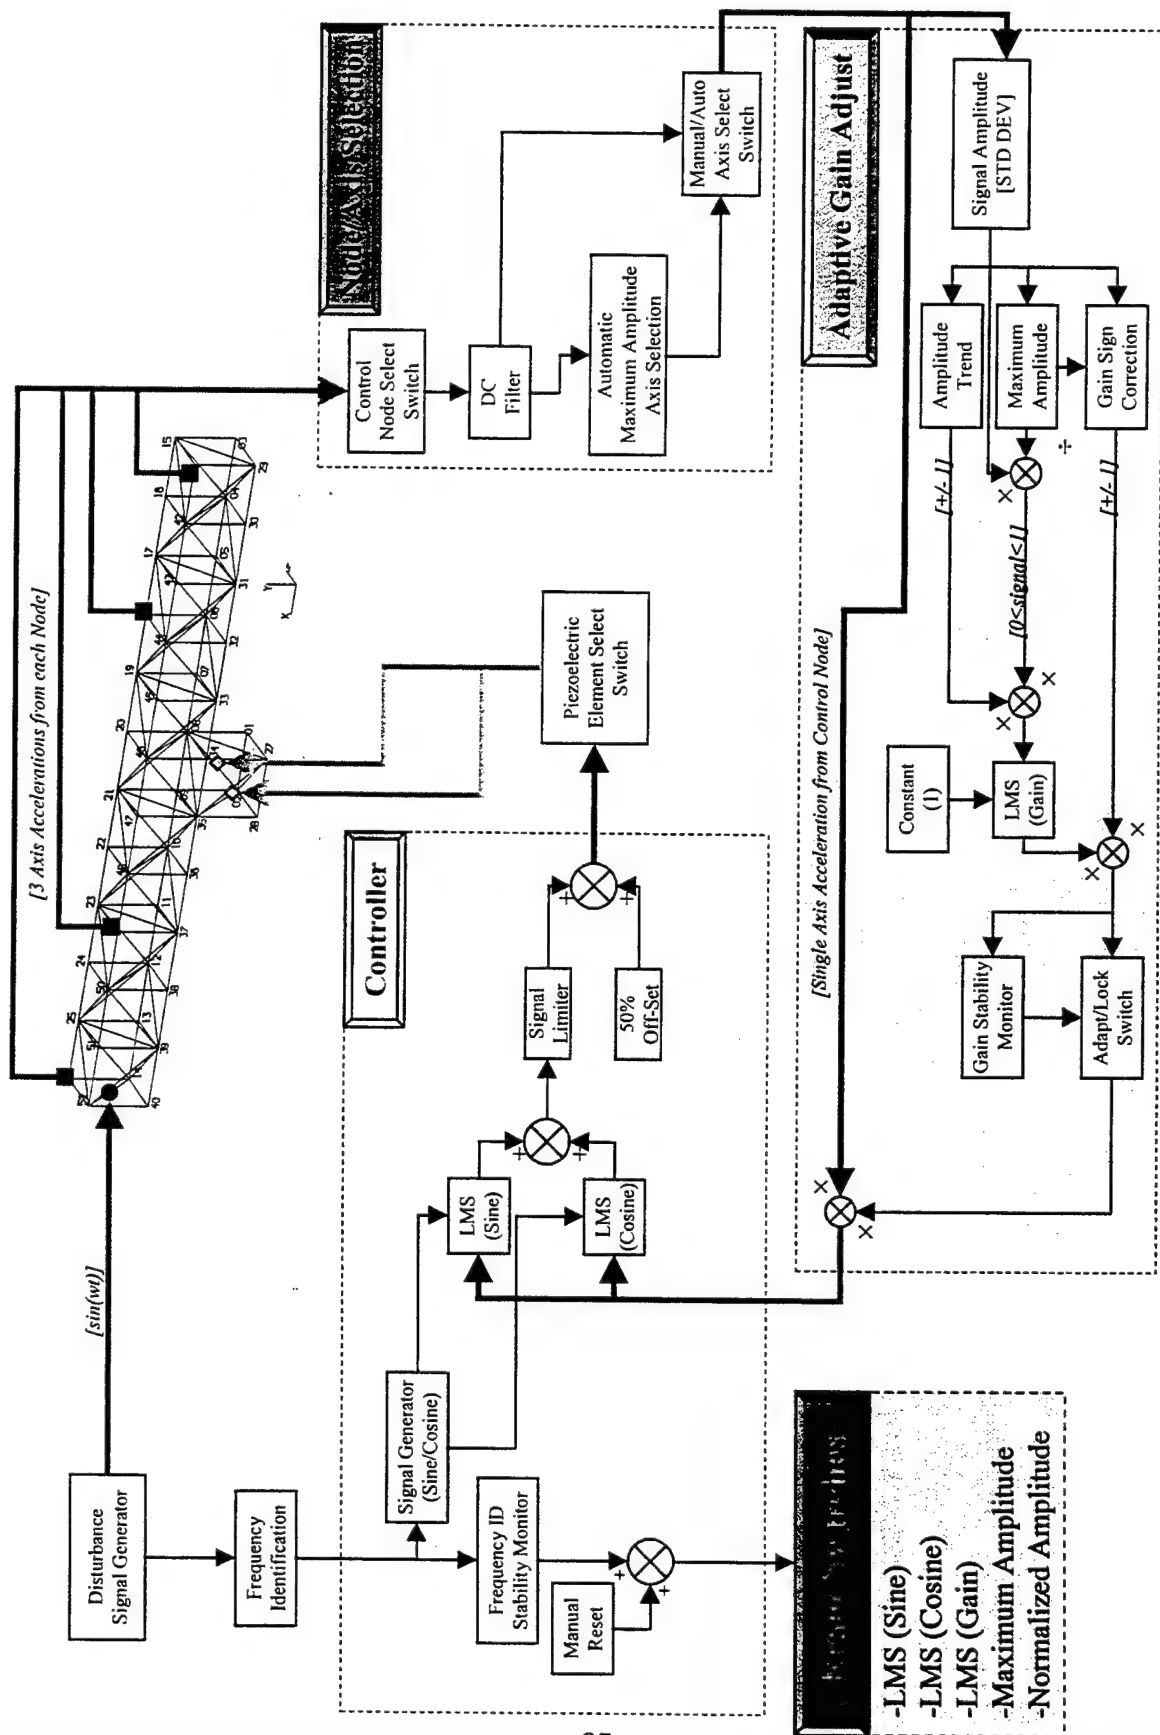 Disturbance
Signal Generator
[sin(wt)]
[3 Axis Accelerations from each Node]
Frequency
Identification
Node/Axis Selection
Control
Node Select
Switch
DC
Filter
Automatic
Maximum Amplitude
Axis Selection
Manual/Auto
Axis Select
Switch
Piezoelectric
Element Select
Switch
Controller
Signal Generator
(Sine/Cosine)
Frequency ID
Stability Monitor
Manual
Reset
LMS
(Sine)
LMS
(Cosine)
Signal
Limiter
50%
Off-Set
[Single Axis Acceleration from Control Node]
Adaptive Gain Adjust
Signal Amplitude
[STD DEV]
Amplitude
Trend
Maximum
Amplitude
Gain Sign
Correction
[+/- 1]
[0<signal<1]
[+/- 1]
Constant
(1)
LMS
(Gain)
Gain Stability
Monitor
Adapt/Lock
Switch
-LMS (Sine)
-LMS (Cosine)
-LMS (Gain)
-Maximum Amplitude
-Normalized Amplitude